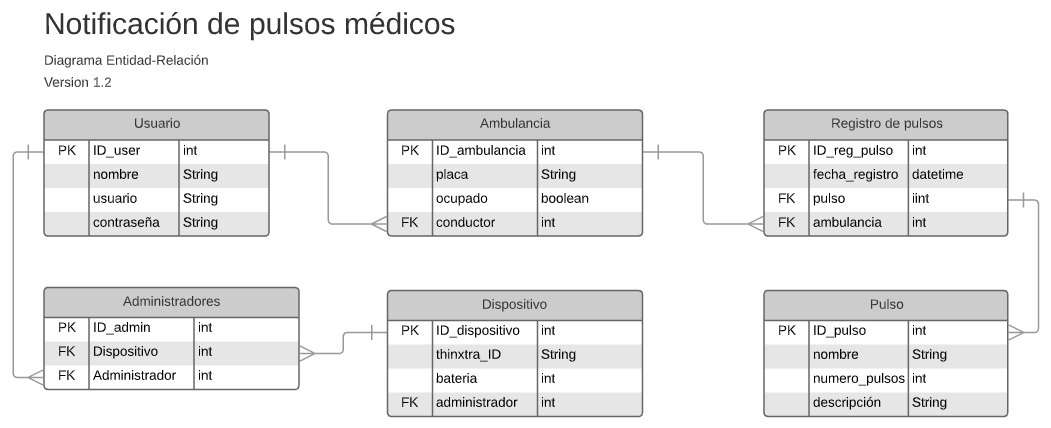 Notificación de pulsos médicos
Diagrama Entidad-Relación
Version 1.2
Usuario
PK ID_user int
nombre String
usuario String
contraseña String
Ambulancia
PK ID_ambulancia int
placa String
ocupado boolean
FK conductor int
Registro de pulsos
PK ID_reg_pulso int
fecha_registro datetime
FK pulso iint
FK ambulancia int
Administradores
PK ID_admin int
FK Dispositivo int
FK Administrador int
Dispositivo
PK ID_dispositivo int
thinxtra_ID String
bateria int
FK administrador int
Pulso
PK ID_pulso int
nombre String
numero_pulsos int
descripción String